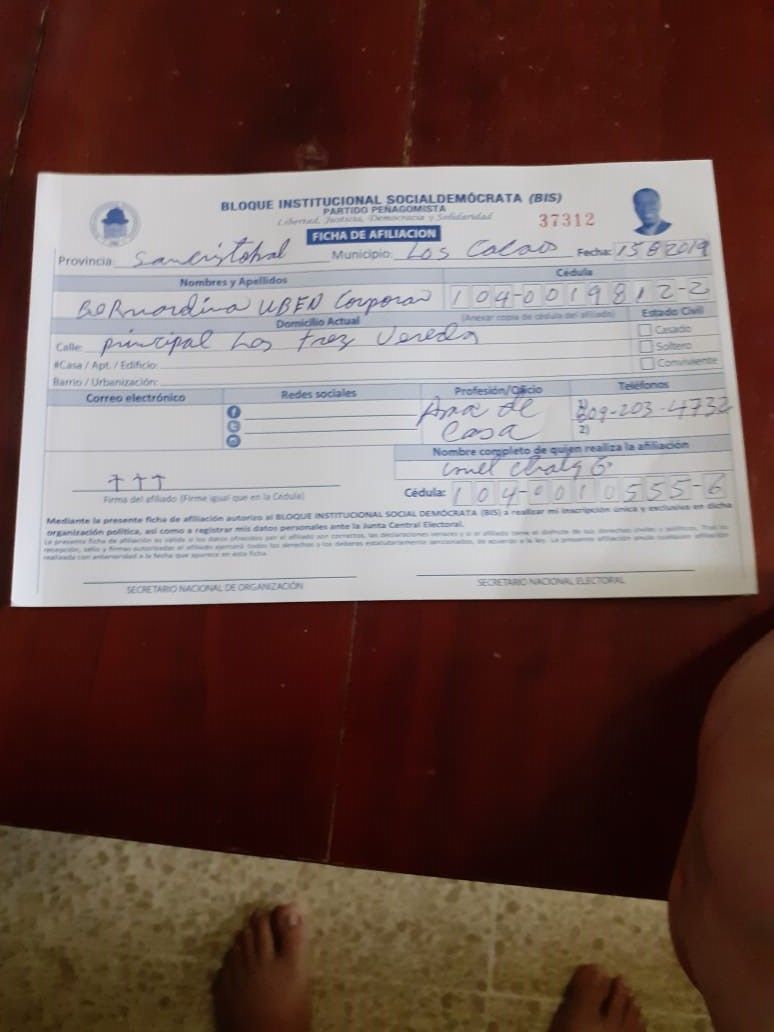 BLOQUE INSTITUCIONAL SOCIALDEMÓCRATA (BIS)
PARTIDO PEÑAGOMISTA
Libertad, Justicia, Democracia y Solidaridad
37312
FICHA DE AFILIACION
Provincia: Sancristobal Municipio: Los Cacaos Fecha: 15 8 2019
Nombres y Apellidos Cédula
BERnardina UBEN Corporan 104-0019812-2
Domicilio Actual (Anexar copia de cédula del afiliado) Estado Civil
Calle: principal Los tres Vereda Casado
#Casa / Apt. / Edificio: Soltero
Barrio / Urbanización: Conviviente
Correo electrónico Redes sociales Profesión/Oficio Teléfonos
Ama de Casa
1) 809-203-4732
2)
Nombre completo de quien realiza la afiliación
†††
Firma del afiliado (Firme igual que en la Cédula)
Cédula: 104-0010555-6
Mediante la presente ficha de afiliación autorizo al BLOQUE INSTITUCIONAL SOCIAL DEMÓCRATA (BIS) a realizar mi inscripción única y exclusiva en dicha
organización política, así como a registrar mis datos personales ante la Junta Central Electoral.
SECRETARIO NACIONAL DE ORGANIZACIÓN SECRETARIO NACIONAL ELECTORAL